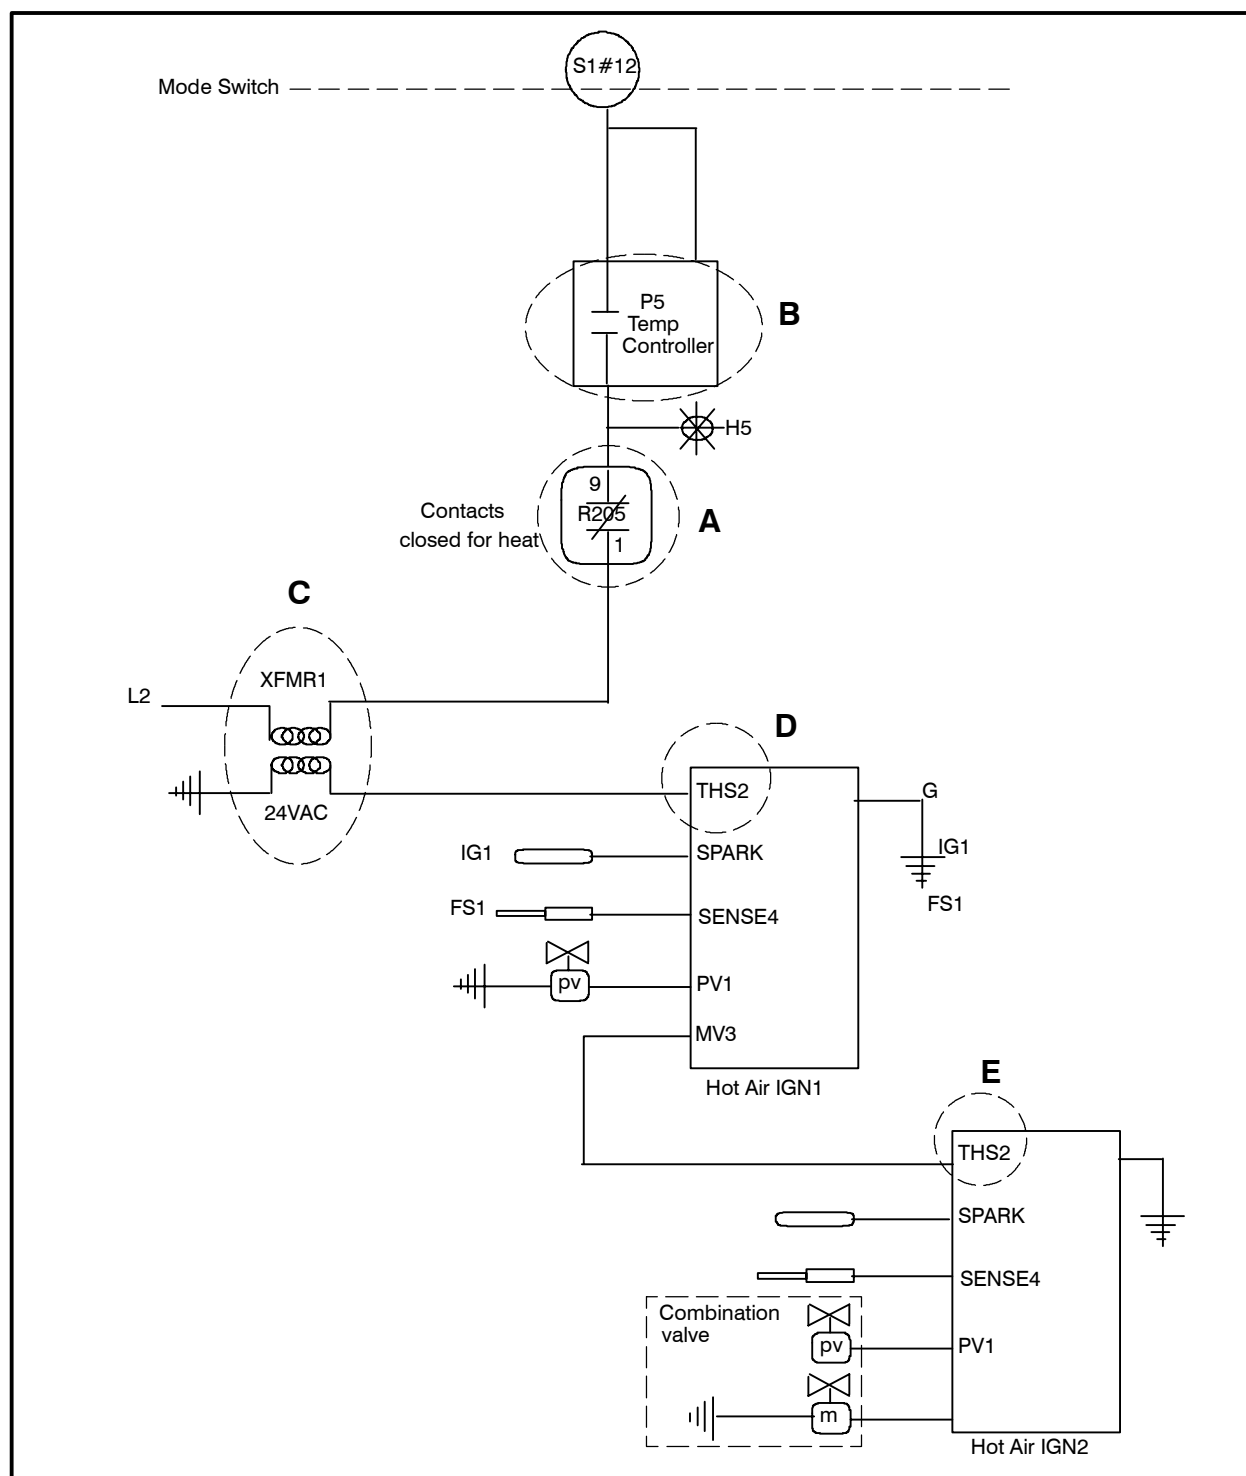 S1#12
Mode Switch
P5
Temp
Controller
B
H5
9
R205
1
A
Contacts
closed for heat
C
XFMR1
L2
24VAC
D
THS2
G
IG1
SPARK
IG1
FS1
SENSE4
FS1
pv
PV1
MV3
Hot Air IGN1
E
THS2
SPARK
SENSE4
Combination
valve
pv
PV1
m
Hot Air IGN2